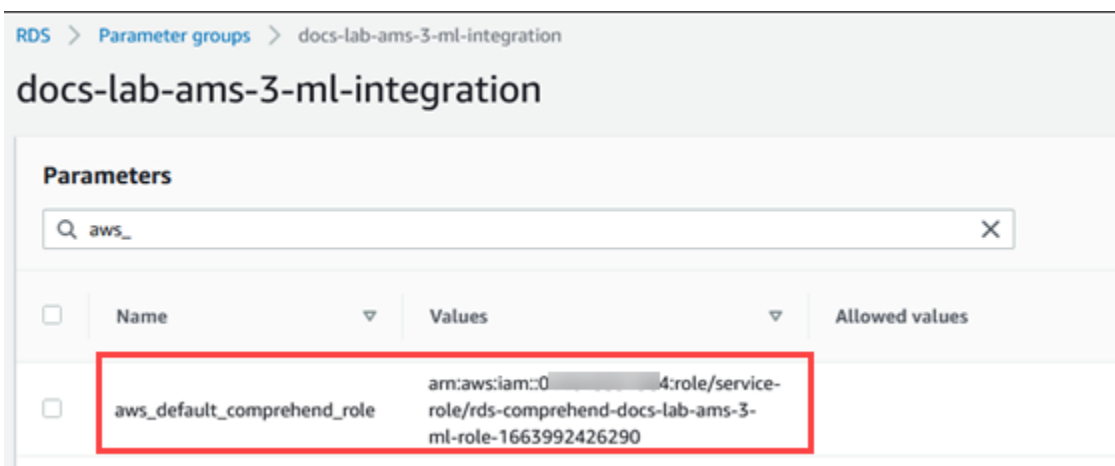 RDS > Parameter groups > docs-lab-ams-3-ml-integration
docs-lab-ams-3-ml-integration
Parameters
aws_
Name Values Allowed values
aws_default_comprehend_role
arn:aws:iam::0 4:role/service-
role/rds-comprehend-docs-lab-ams-3-
ml-role-1663992426290